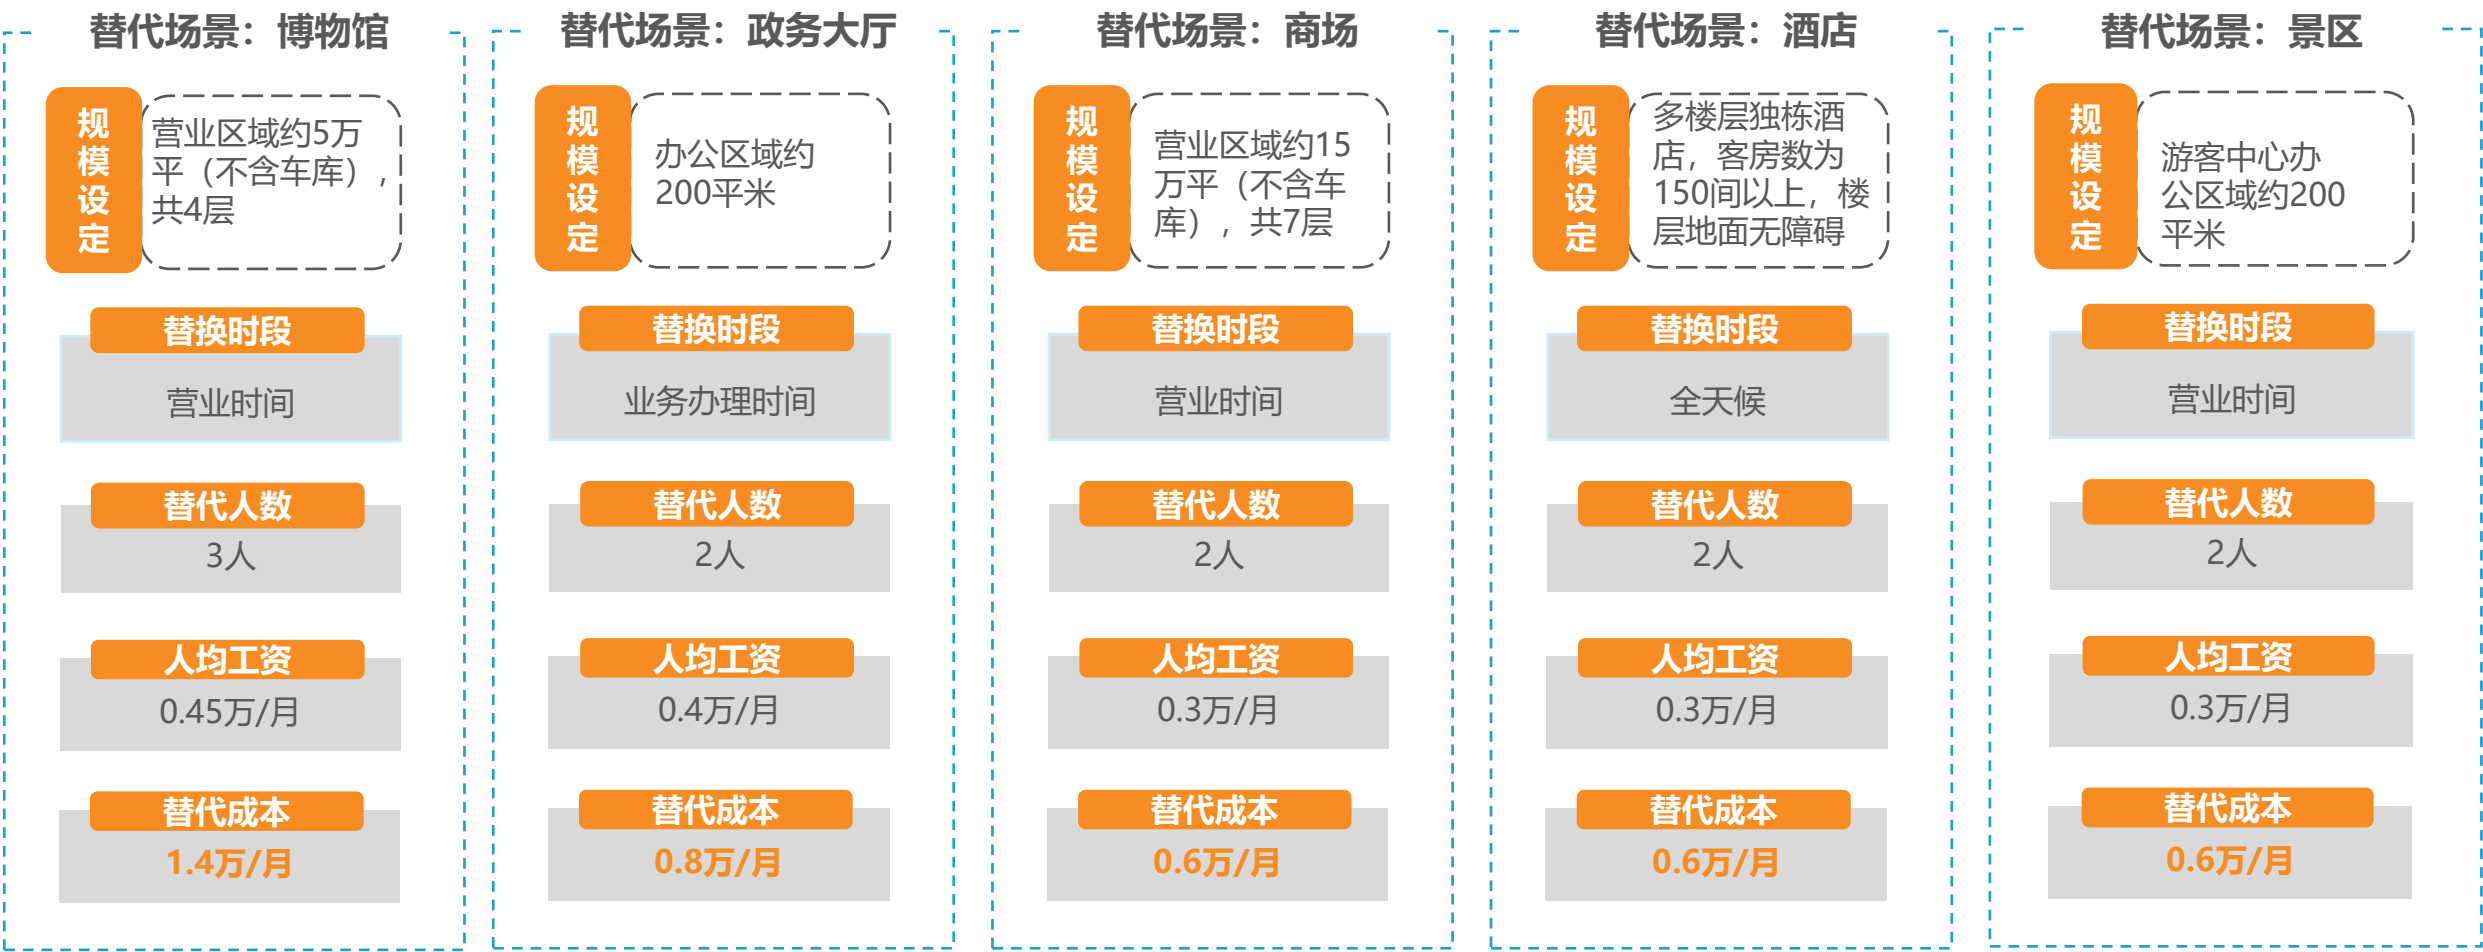 替代场景：博物馆
规
模
设
定
营业区域约5万
平（不含车库），
共4层
替换时段
营业时间
替代人数
3人
人均工资
0.45万/月
替代成本
1.4万/月
替代场景：政务大厅
规
模
设
定
办公区域约
200平米
替换时段
业务办理时间
替代人数
2人
人均工资
0.4万/月
替代成本
0.8万/月
替代场景：商场
规
模
设
定
营业区域约15
万平（不含车
库），共7层
替换时段
营业时间
替代人数
2人
人均工资
0.3万/月
替代成本
0.6万/月
替代场景：酒店
规
模
设
定
多楼层独栋酒
店，客房数为
150间以上，楼
层地面无障碍
替换时段
全天候
替代人数
2人
人均工资
0.3万/月
替代成本
0.6万/月
替代场景：景区
规
模
设
定
游客中心办
公区域约200
平米
替换时段
营业时间
替代人数
2人
人均工资
0.3万/月
替代成本
0.6万/月